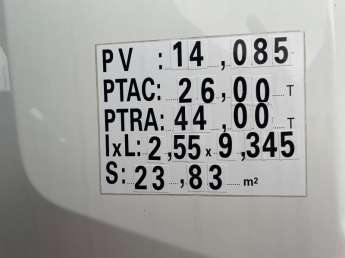 PV : 14,085
PTAC: 26,00 T
PTRA: 44,00 T
lxL: 2,55 x 9,345
S: 23,83 m²